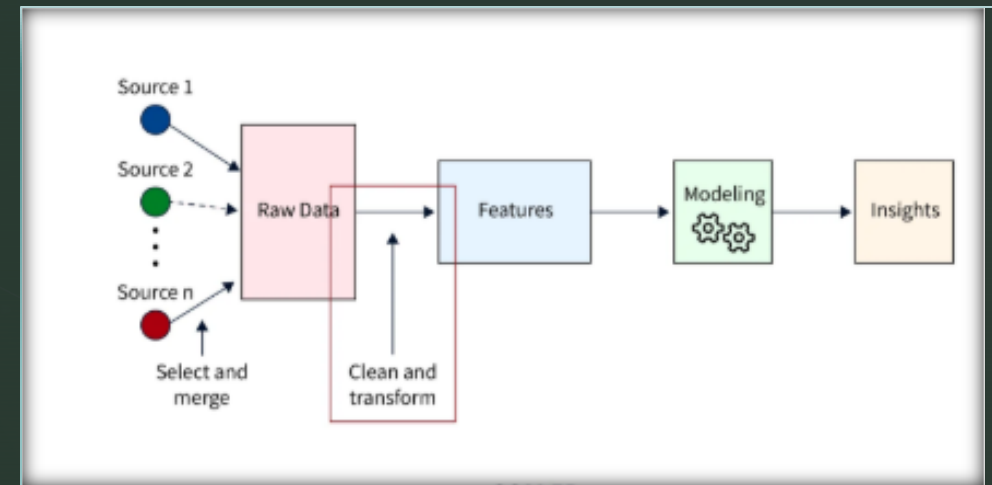 Source 1
Source 2
Source n
Select and
merge
Raw Data
Clean and
transform
Features
Modeling
Insights